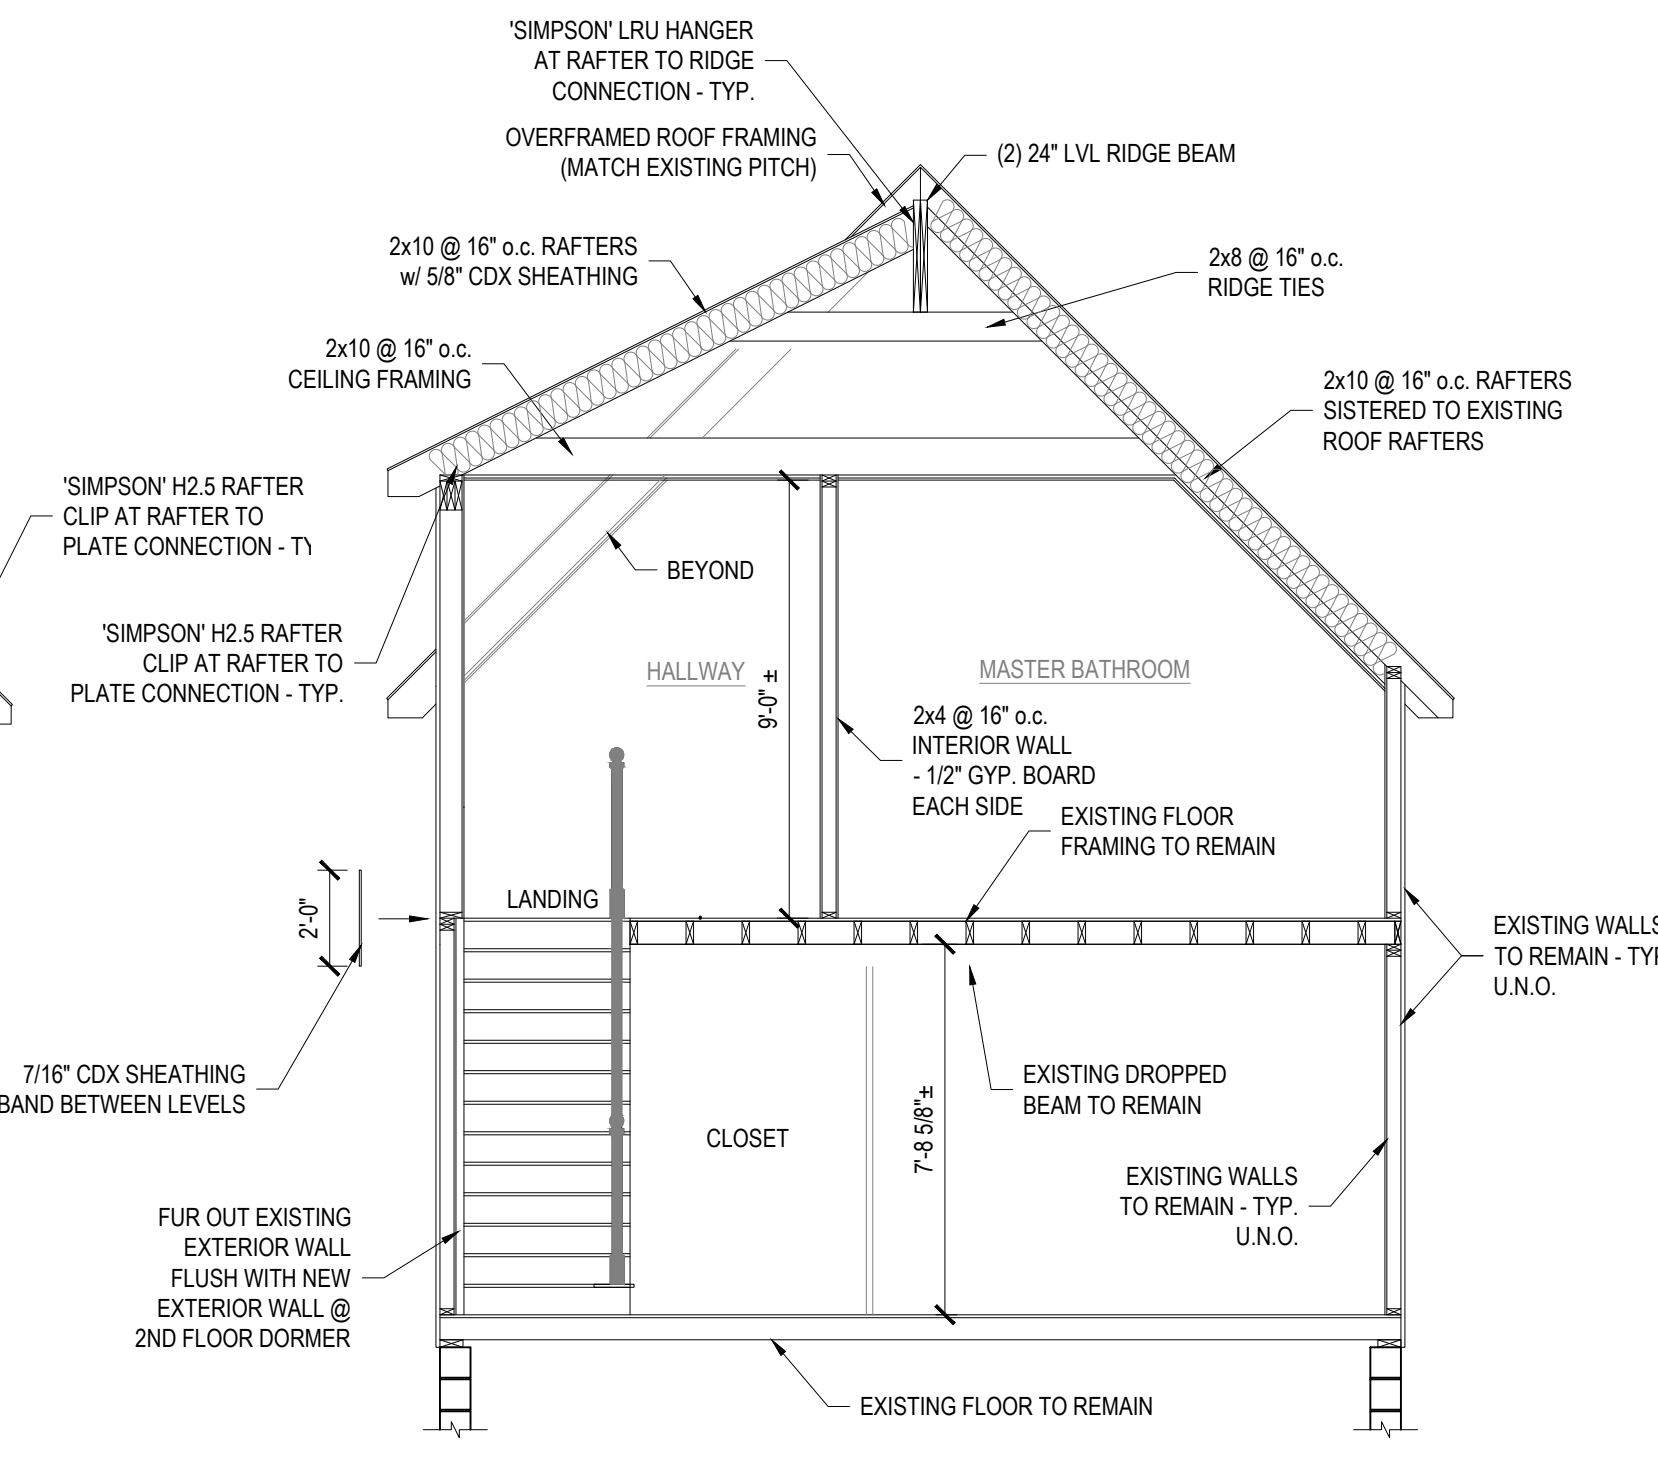 'SIMPSON' LRU HANGER
AT RAFTER TO RIDGE
CONNECTION - TYP.
OVERFRAMED ROOF FRAMING
(MATCH EXISTING PITCH)
(2) 24" LVL RIDGE BEAM
2x10 @ 16" o.c. RAFTERS
w/ 5/8" CDX SHEATHING
2x8 @ 16" o.c.
RIDGE TIES
2x10 @ 16" o.c.
CEILING FRAMING
2x10 @ 16" o.c. RAFTERS
SISTERED TO EXISTING
ROOF RAFTERS
'SIMPSON' H2.5 RAFTER
CLIP AT RAFTER TO
PLATE CONNECTION - TY
BEYOND
'SIMPSON' H2.5 RAFTER
CLIP AT RAFTER TO
PLATE CONNECTION - TYP.
HALLWAY
9'-0" ±
MASTER BATHROOM
2x4 @ 16" o.c.
INTERIOR WALL
- 1/2" GYP. BOARD
EACH SIDE
EXISTING FLOOR
FRAMING TO REMAIN
LANDING
2'-0"
EXISTING WALLS
TO REMAIN - TYP
U.N.O.
7/16" CDX SHEATHING
BAND BETWEEN LEVELS
EXISTING DROPPED
BEAM TO REMAIN
CLOSET
7'-8 5/8"±
EXISTING WALLS
TO REMAIN - TYP.
U.N.O.
FUR OUT EXISTING
EXTERIOR WALL
FLUSH WITH NEW
EXTERIOR WALL @
2ND FLOOR DORMER
EXISTING FLOOR TO REMAIN